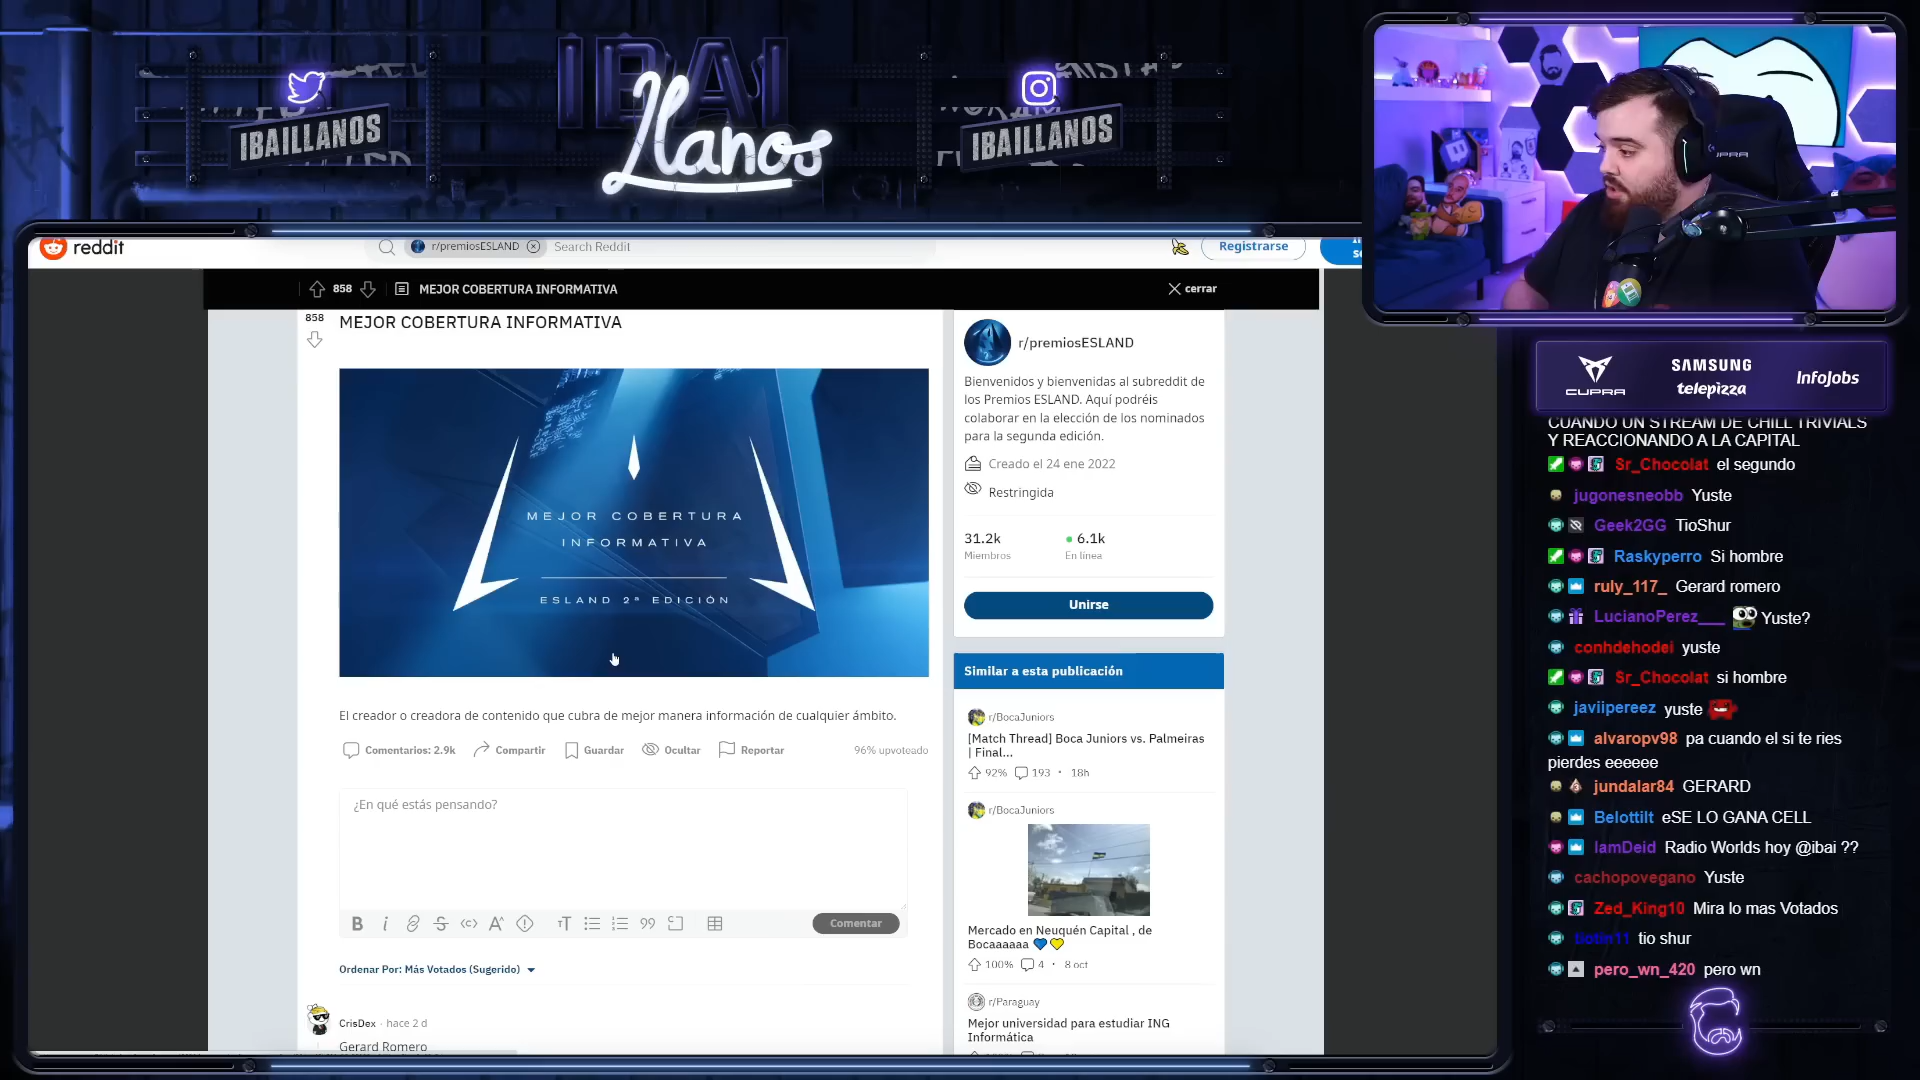 IBAILLANOS
IBAI
Llanos
IBAILLANOS
reddit
r/premiosESLAND
Search Reddit
Registrarse
858
MEJOR COBERTURA INFORMATIVA
cerrar
858
MEJOR COBERTURA INFORMATIVA
MEJOR COBERTURA
INFORMATIVA
ESLAND 2ª EDICIÓN
El creador o creadora de contenido que cubra de mejor manera información de cualquier ámbito.
Comentarios: 2.9k
Compartir
Guardar
Ocultar
Reportar
96% upvoteado
¿En qué estás pensando?
Comentar
Ordenar Por: Más Votados (Sugerido)
CrisDex · hace 2 d
Gerard Romero
r/premiosESLAND
Bienvenidos y bienvenidas al subreddit de
los Premios ESLAND. Aquí podréis
colaborar en la elección de los nominados
para la segunda edición.
Creado el 24 ene 2022
Restringida
31.2k
6.1k
Miembros
En línea
Unirse
Similar a esta publicación
r/BocaJuniors
[Match Thread] Boca Juniors vs. Palmeiras
| Final...
92%
193 · 18h
r/BocaJuniors
Mercado en Neuquén Capital , de
Bocaaaaaa 💙💛
100%
4 · 8 oct
r/Paraguay
Mejor universidad para estudiar ING
Informática
CUPRA
CUPRA
SAMSUNG
telepizza
InfoJobs
CUANDO UN STREAM DE CHILL TRIVIALS
Y REACCIONANDO A LA CAPITAL
Sr_Chocolat el segundo
jugonesneobb Yuste
Geek2GG TioShur
Raskyperro Si hombre
ruly_117_ Gerard romero
LucianoPerez___ Yuste?
conhdehodei yuste
Sr_Chocolat si hombre
javiipereez yuste
alvaropv98 pa cuando el si te ries
pierdes eeeeee
jundalar84 GERARD
Belottilt eSE LO GANA CELL
IamDeid Radio Worlds hoy @ibai ??
cachopovegano Yuste
Zed_King10 Mira lo mas Votados
tio shur
pero_wn_420 pero wn